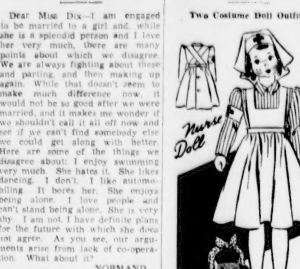 Dear Miss Dix—I am engaged
to be married to a girl and, while
she is a splendid person and I love
her very much, there are many
points about which we disagree.
We are always fighting about those
and parting, and then making up
again. While that doesn't seem to
make much difference now, it
would not be so good after we were
married, and it makes me wonder if
we shouldn't call it all off now and
see if we can't find somebody else
we could get along with better.
Here are some of the things we
disagree about: I enjoy swimming
very much. She hates it. She likes
dancing. I don't. I like automo-
biling. It bores her. She enjoys
being alone. I love people and
can't stand being alone. She is very
shy. I am not. I have definite plans
for the future with which she does
not agree. As you see, our argu-
ments arise from lack of co-opera-
tion. What about it?
NORMAND.
Two Costume Doll Outfit
Nurse
Doll